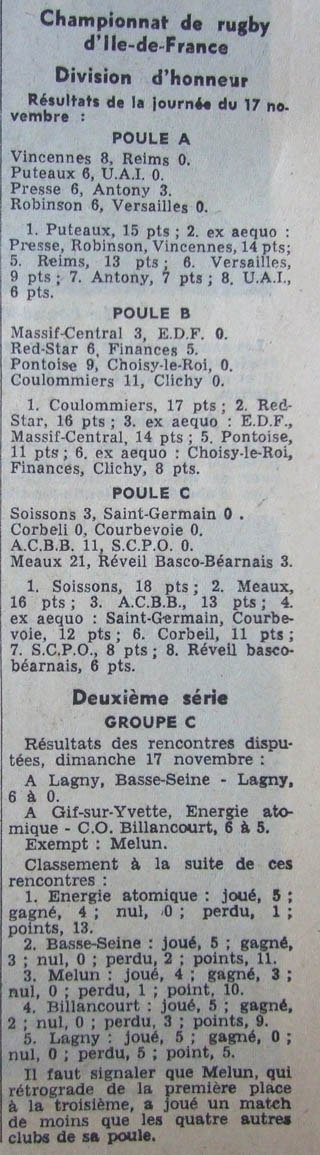 Championnat de rugby
d'Ile-de-France
Division d'honneur
Résultats de la journée du 17 no-
vembre :
POULE A
Vincennes 8, Reims 0.
Puteaux 6, U.A.I. 0.
Presse 6, Antony 3.
Robinson 6, Versailles 0.
1. Puteaux, 15 pts ; 2. ex aequo :
Presse, Robinson, Vincennes, 14 pts;
5. Reims, 13 pts ; 6. Versailles,
9 pts ; 7. Antony, 7 pts ; 8. U.A.I.,
6 pts.
POULE B
Massif-Central 3, E.D.F. 0.
Red-Star 6, Finances 5.
Pontoise 9, Choisy-le-Roi, 0.
Coulommiers 11, Clichy 0.
1. Coulommiers, 17 pts ; 2. Red-
Star, 16 pts ; 3. ex aequo : E.D.F.,
Massif-Central, 14 pts ; 5. Pontoise,
11 pts ; 6. ex aequo : Choisy-le-Roi,
Finances, Clichy, 8 pts.
POULE C
Soissons 3, Saint-Germain 0 .
Corbeli 0, Courbevoie 0.
A.C.B.B. 11, S.C.P.O. 0.
Meaux 21, Réveil Basco-Béarnais 3.
1. Soissons, 18 pts ; 2. Meaux,
16 pts ; 3. A.C.B.B., 13 pts ; 4.
ex aequo : Saint-Germain, Courbe-
voie, 12 pts ; 6. Corbeil, 11 pts ;
7. S.C.P.O., 8 pts ; 8. Réveil basco-
béarnais, 6 pts.
Deuxième série
GROUPE C
Résultats des rencontres dispu-
tées, dimanche 17 novembre :
A Lagny, Basse-Seine - Lagny,
6 à 0.
A Gif-sur-Yvette, Energie ato-
mique - C.O. Billancourt, 6 à 5.
Exempt : Melun.
Classement à la suite de ces
rencontres :
1. Energie atomique : joué, 5 ;
gagné, 4 ; nul, 0 ; perdu, 1 ;
points, 13.
2. Basse-Seine : joué, 5 ; gagné,
3 ; nul, 0 ; perdu, 2 ; points, 11.
3. Melun : joué, 4 ; gagné, 3 ;
nul, 0 ; perdu, 1 ; point, 10.
4. Billancourt : joué, 5 ; gagné,
2 ; nul, 0 ; perdu, 3 ; points, 9.
5. Lagny : joué, 5 ; gagné, 0 ;
nul, 0 ; perdu, 5 ; point, 5.
Il faut signaler que Melun, qui
rétrograde de la première place
à la troisième, a joué un match
de moins que les quatre autres
clubs de sa poule.